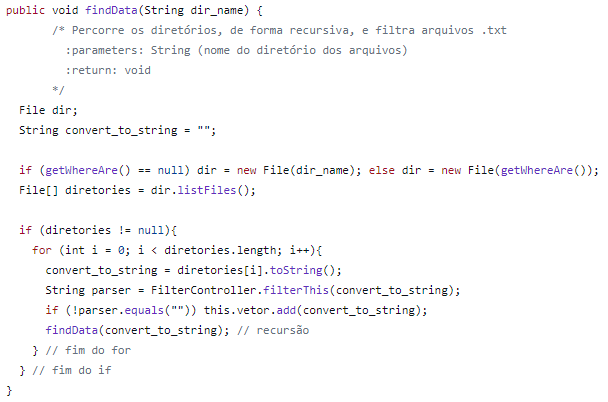 public void findData(String dir_name) {
/* Percorre os diretórios, de forma recursiva, e filtra arquivos .txt
:parameters: String (nome do diretório dos arquivos)
:return: void
*/
File dir;
String convert_to_string = "";
if (getWhereAre() == null) dir = new File(dir_name); else dir = new File(getWhereAre());
File[] diretories = dir.listFiles();
if (diretories != null){
for (int i = 0; i < diretories.length; i++){
convert_to_string = diretories[i].toString();
String parser = FilterController.filterThis(convert_to_string);
if (!parser.equals("")) this.vetor.add(convert_to_string);
findData(convert_to_string); // recursão
} // fim do for
} // fim do if
}